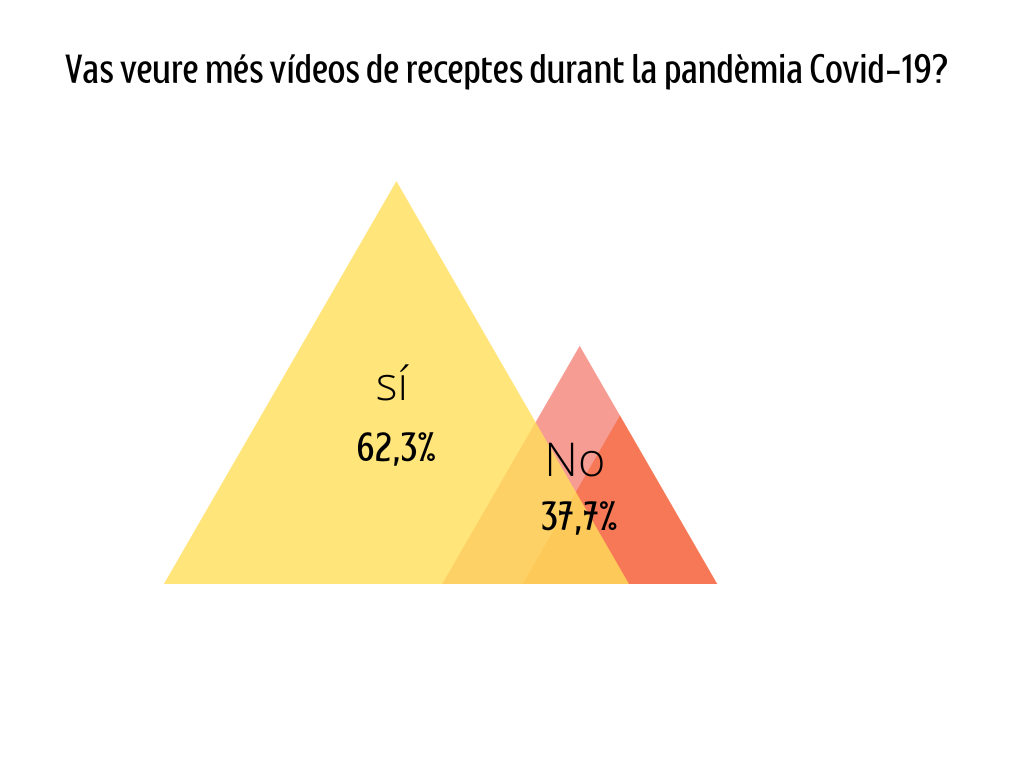 Vas veure més vídeos de receptes durant la pandèmia Covid-19?
sí
62,3%
No
37,7%